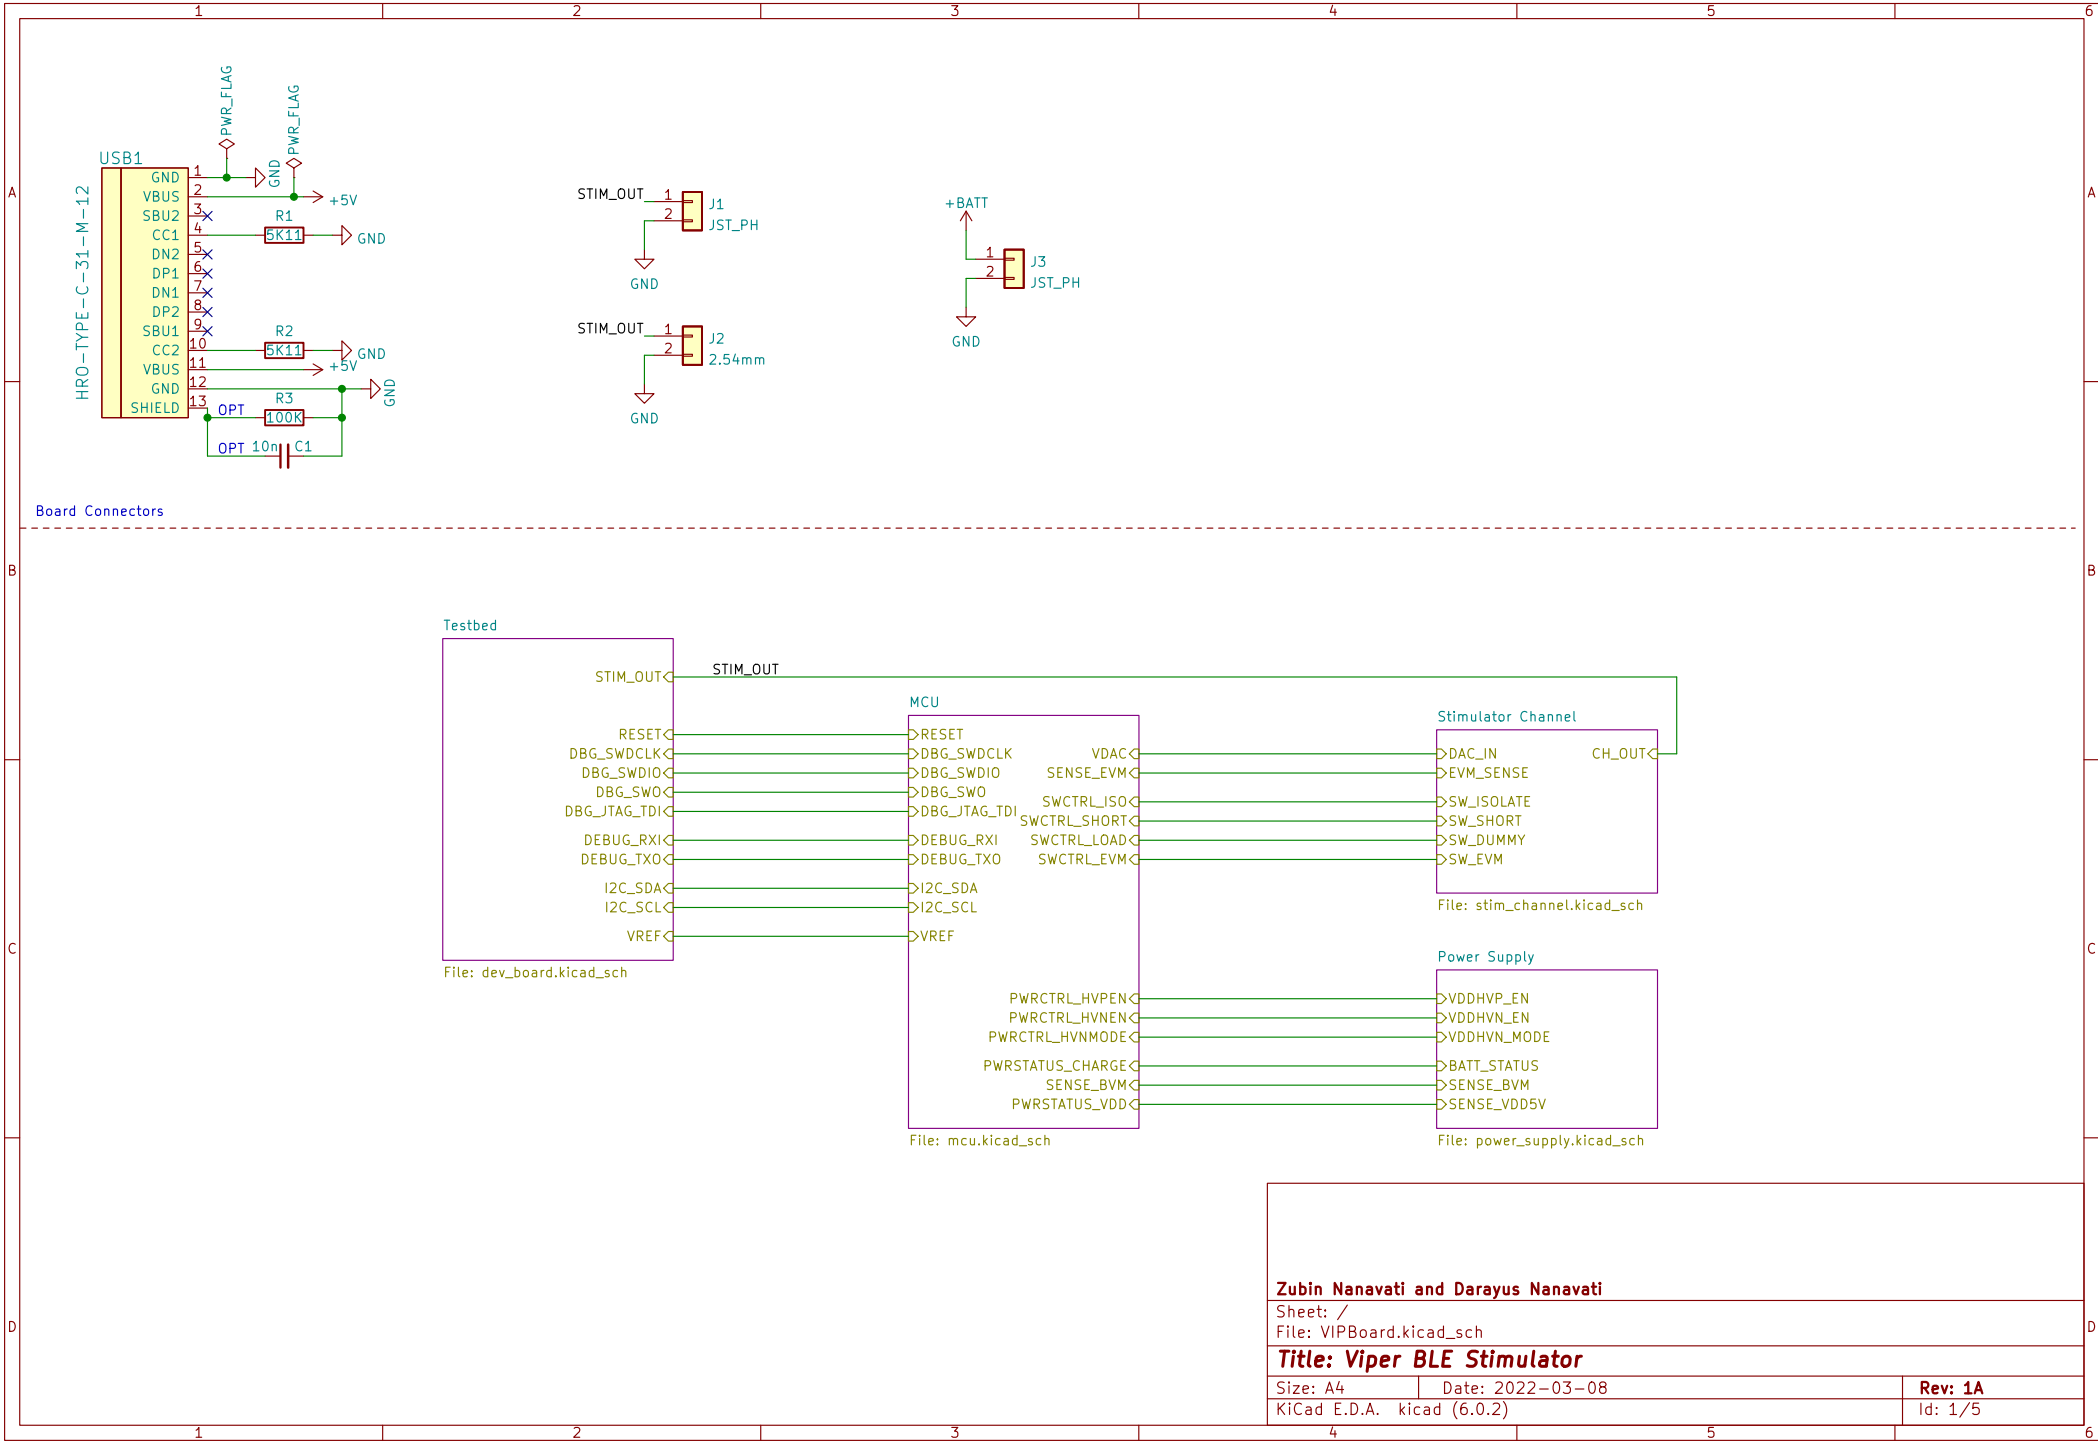 1 2 3 4 5 6
A
B
C
D
A
B
C
D
PWR_FLAG
PWR_FLAG
USB1
HRO-TYPE-C-31-M-12
GND 1
GND
VBUS 2
+5V
SBU2 3
CC1 4
R1
5K11
GND
DN2 5
DP1 6
DN1 7
DP2 8
SBU1 9
CC2 10
R2
5K11
GND
VBUS 11
+5V
GND 12
GND
SHIELD 13
OPT
R3
100K
OPT
10n C1
STIM_OUT
1
2
J1
JST_PH
GND
STIM_OUT
1
2
J2
2.54mm
GND
+BATT
1
2
J3
JST_PH
GND
Board Connectors
Testbed
STIM_OUT
STIM_OUT
RESET
DBG_SWDCLK
DBG_SWDIO
DBG_SWO
DBG_JTAG_TDI
DEBUG_RXI
DEBUG_TXO
I2C_SDA
I2C_SCL
VREF
File: dev_board.kicad_sch
MCU
RESET
DBG_SWDCLK
DBG_SWDIO
DBG_SWO
DBG_JTAG_TDI
DEBUG_RXI
DEBUG_TXO
I2C_SDA
I2C_SCL
VREF
VDAC
SENSE_EVM
SWCTRL_ISO
SWCTRL_SHORT
SWCTRL_LOAD
SWCTRL_EVM
PWRCTRL_HVPEN
PWRCTRL_HVNEN
PWRCTRL_HVNMODE
PWRSTATUS_CHARGE
SENSE_BVM
PWRSTATUS_VDD
File: mcu.kicad_sch
Stimulator Channel
DAC_IN
CH_OUT
EVM_SENSE
SW_ISOLATE
SW_SHORT
SW_DUMMY
SW_EVM
File: stim_channel.kicad_sch
Power Supply
VDDHVP_EN
VDDHVN_EN
VDDHVN_MODE
BATT_STATUS
SENSE_BVM
SENSE_VDD5V
File: power_supply.kicad_sch
Zubin Nanavati and Darayus Nanavati
Sheet: /
File: VIPBoard.kicad_sch
Title: Viper BLE Stimulator
Size: A4 Date: 2022-03-08 Rev: 1A
KiCad E.D.A. kicad (6.0.2) Id: 1/5
1 2 3 4 5 6